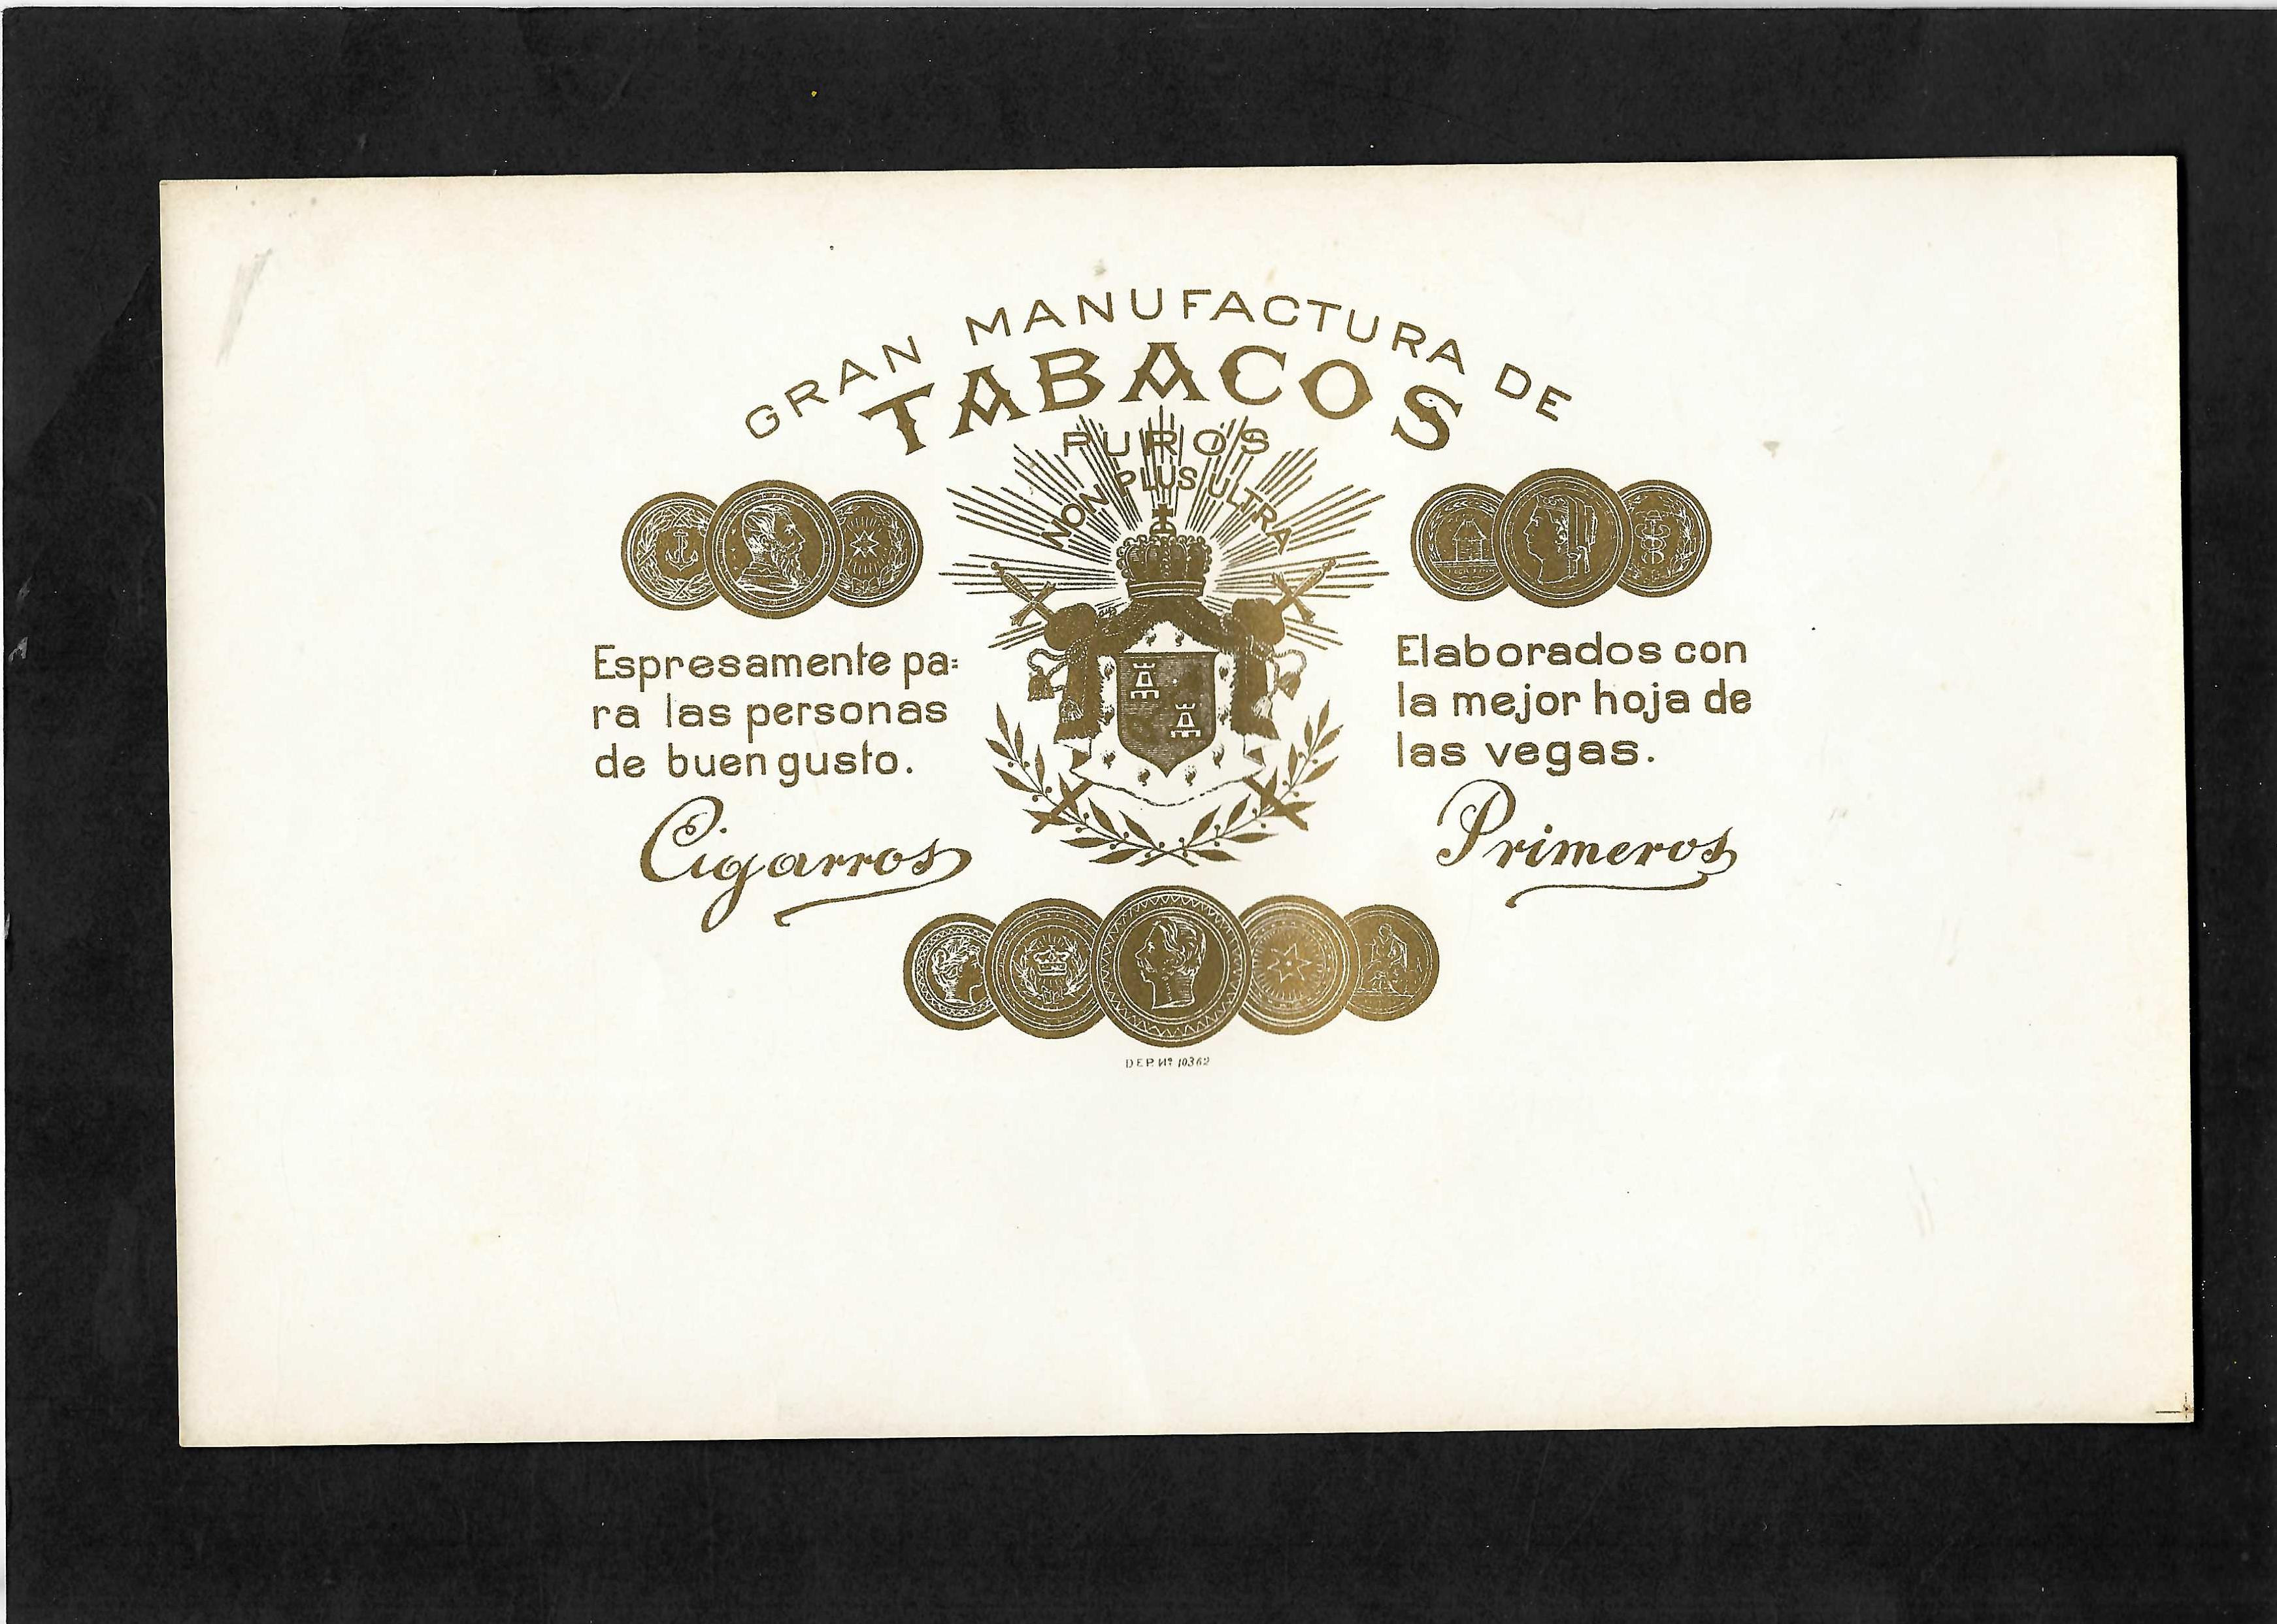 GRAN MANUFACTURA DE
TABACOS
PUROS
NON PLUS ULTRA
Espresamente pa=
ra las personas
de buen gusto.
Elaborados con
la mejor hoja de
las vegas.
Cigarros
Primeros
DEP. Nº 10362